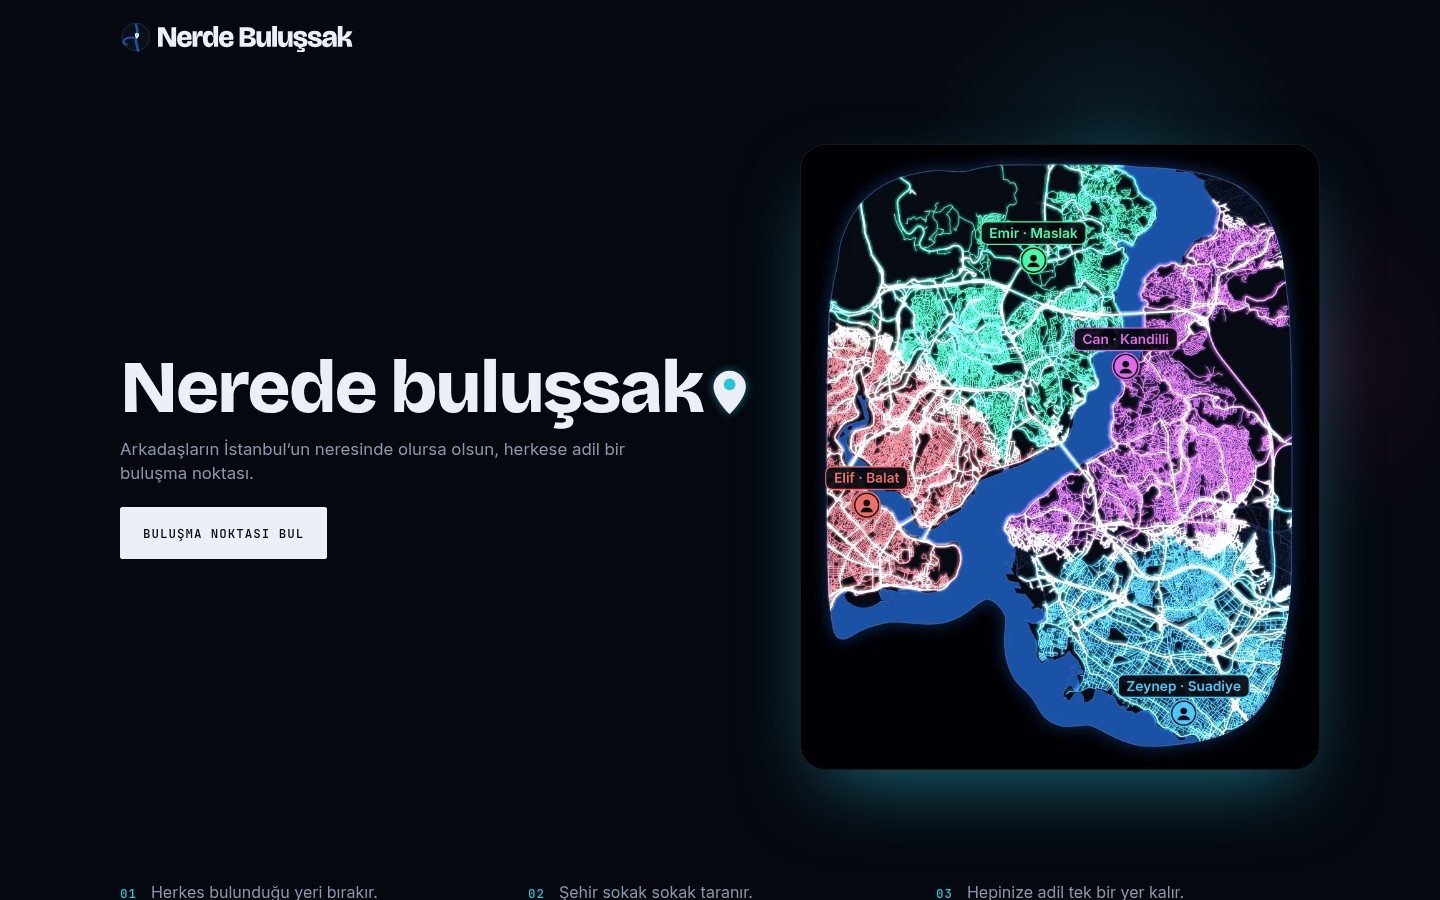 Nerde Buluşsak
Nerede buluşsak
Arkadaşların İstanbul'un neresinde olursa olsun, herkese adil bir
buluşma noktası.
BULUŞMA NOKTASI BUL
Emir · Maslak
Can · Kandilli
Elif · Balat
Zeynep · Suadiye
01 Herkes bulunduğu yeri bırakır.
02 Şehir sokak sokak taranır.
03 Hepinize adil tek bir yer kalır.